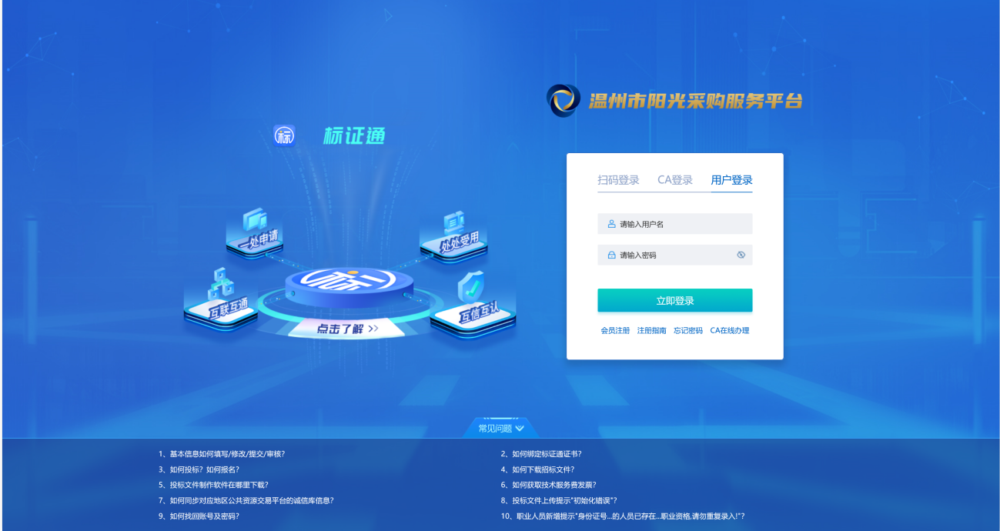 温州市阳光采购服务平台
标
标证通
扫码登录 CA登录 用户登录
一处申请
处处受用
请输入用户名
请输入密码
互联互通
标
互信互认
立即登录
点击了解 >>
会员注册 注册指南 忘记密码 CA在线办理
常见问题
1、基本信息如何填写/修改/提交/审核?
2、如何绑定标证通证书?
3、如何投标？如何报名?
4、如何下载招标文件?
5、投标文件制作软件在哪里下载?
6、如何获取技术服务费发票?
7、如何同步对应地区公共资源交易平台的诚信库信息?
8、投标文件上传提示"初始化错误"?
9、如何找回账号及密码?
10、职业人员新增提示"身份证号...的人员已存在...职业资格,请勿重复录入!"?